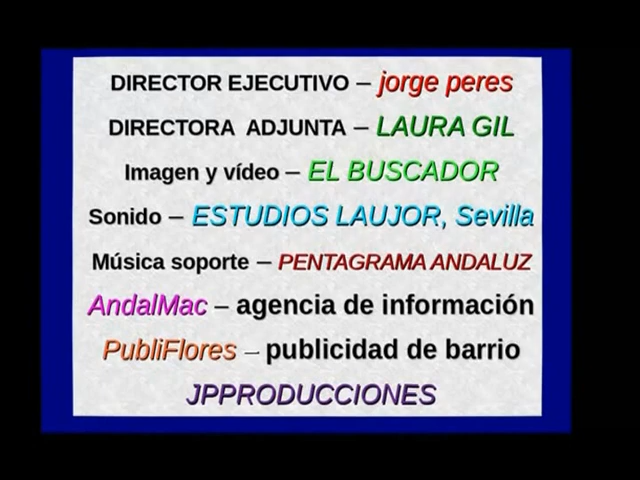 DIRECTOR EJECUTIVO – jorge peres
DIRECTORA ADJUNTA – LAURA GIL
Imagen y vídeo – EL BUSCADOR
Sonido – ESTUDIOS LAUJOR, Sevilla
Música soporte – PENTAGRAMA ANDALUZ
AndalMac – agencia de información
PubliFlores – publicidad de barrio
JPPRODUCCIONES